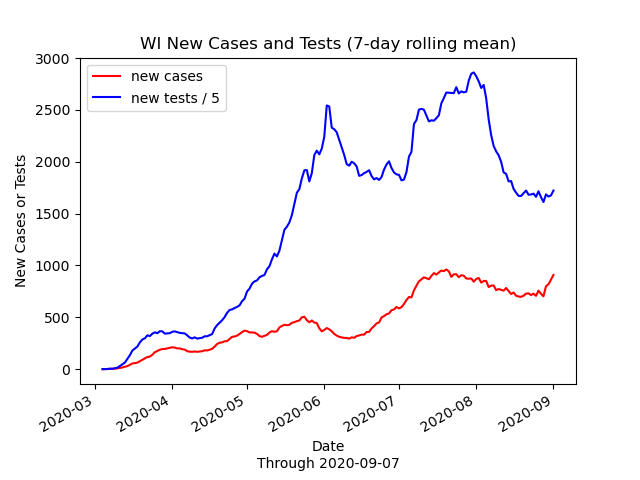 WI New Cases and Tests (7-day rolling mean)
new cases
new tests / 5
New Cases or Tests
3000
2500
2000
1500
1000
500
0
2020-03
2020-04
2020-05
2020-06
2020-07
2020-08
2020-09
Date
Through 2020-09-07